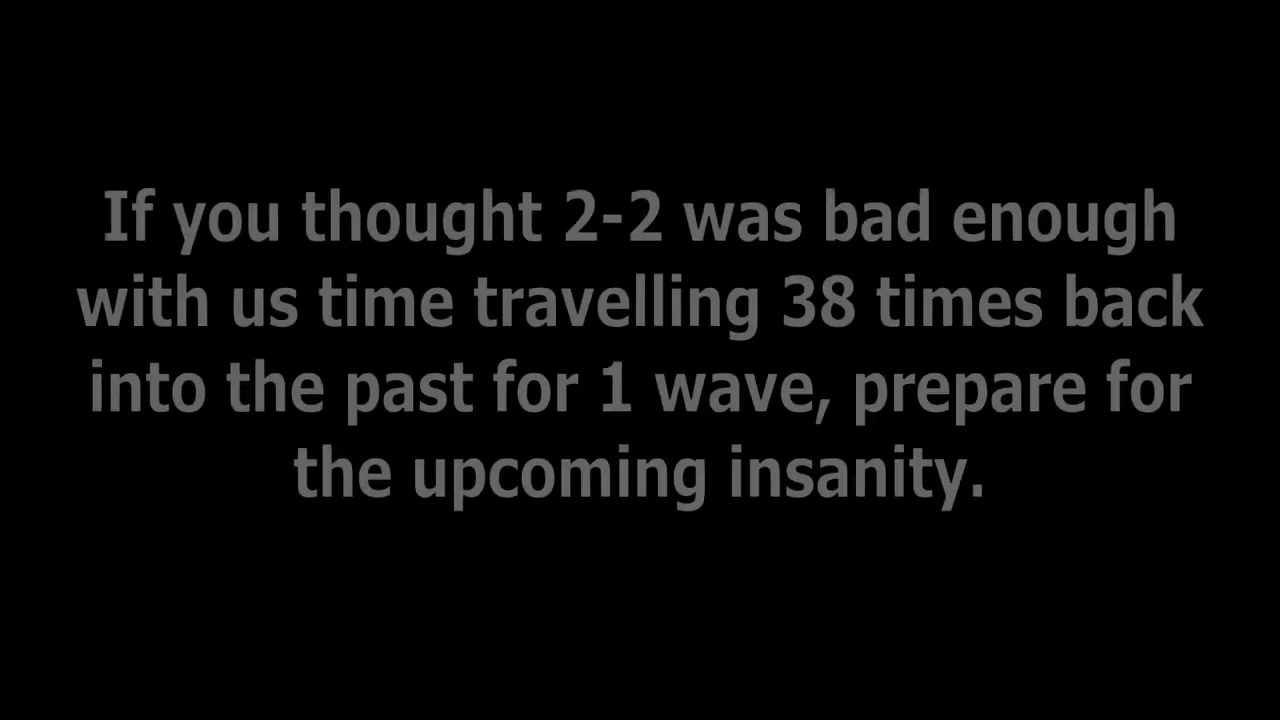 If you thought 2-2 was bad enough
with us time travelling 38 times back
into the past for 1 wave, prepare for
the upcoming insanity.